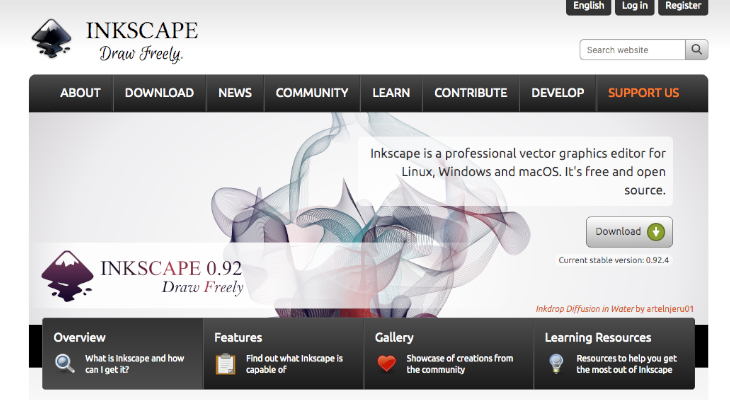 English Log in Register
INKSCAPE
Draw Freely.
Search website
ABOUT DOWNLOAD NEWS COMMUNITY LEARN CONTRIBUTE DEVELOP SUPPORT US
Inkscape is a professional vector graphics editor for
Linux, Windows and macOS. It's free and open
source.
Download
Current stable version: 0.92.4
INKSCAPE 0.92
Draw Freely
Inkdrop Diffusion in Water by artelnjeru01
Overview
What is Inkscape and how
can I get it?
Features
Find out what Inkscape is
capable of
Gallery
Showcase of creations from
the community
Learning Resources
Resources to help you get
the most out of Inkscape